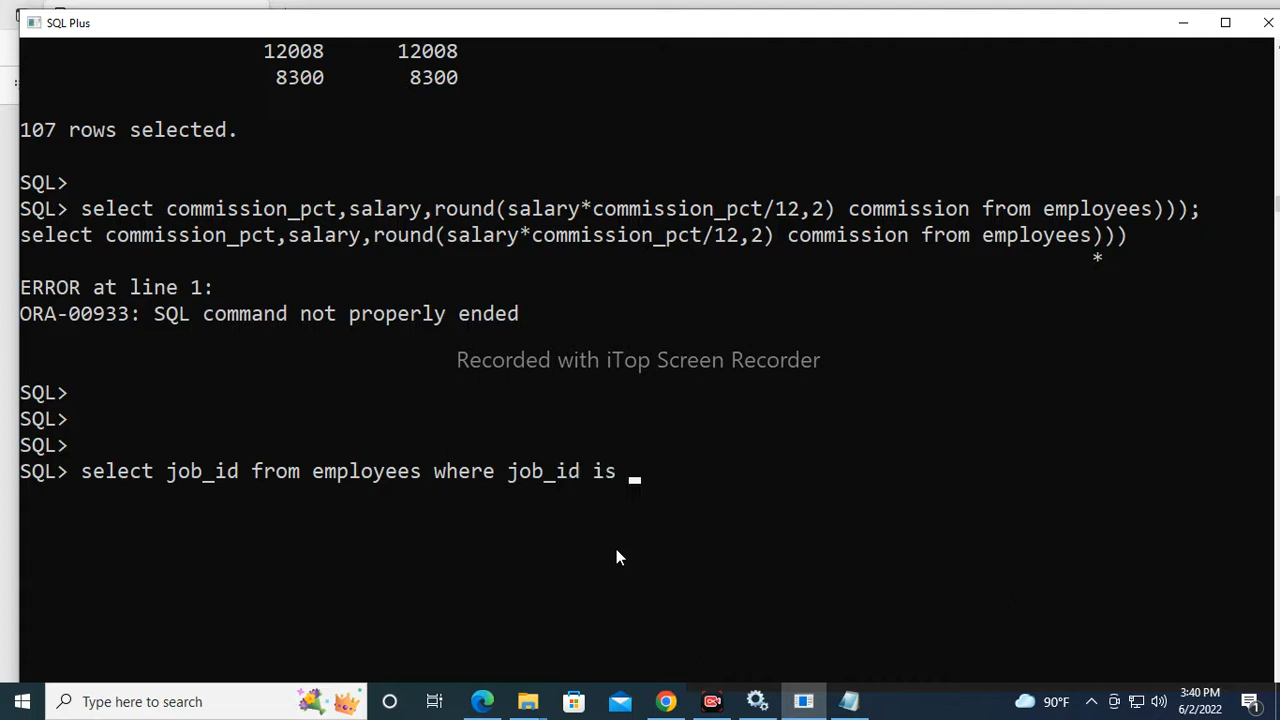 SQL Plus
12008 12008
8300 8300
107 rows selected.
SQL>
SQL> select commission_pct,salary,round(salary*commission_pct/12,2) commission from employees)));
select commission_pct,salary,round(salary*commission_pct/12,2) commission from employees)))
*
ERROR at line 1:
ORA-00933: SQL command not properly ended
Recorded with iTop Screen Recorder
SQL>
SQL>
SQL>
SQL> select job_id from employees where job_id is
Type here to search
90°F
3:40 PM
6/2/2022
1